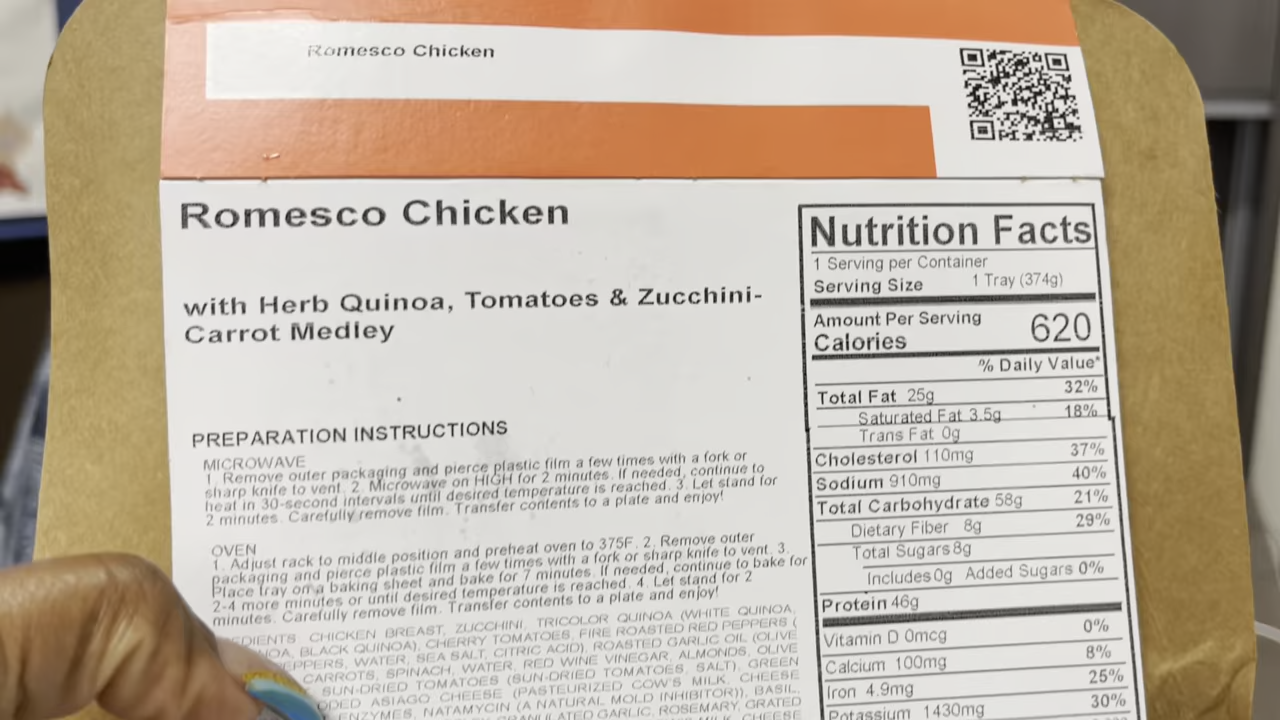 Romesco Chicken
Romesco Chicken
with Herb Quinoa, Tomatoes & Zucchini-
Carrot Medley
PREPARATION INSTRUCTIONS
MICROWAVE
1. Remove outer packaging and pierce plastic film a few times with a fork or
sharp knife to vent. 2. Microwave on HIGH for 2 minutes. If needed, continue to
heat in 30-second intervals until desired temperature is reached. 3. Let stand for
2 minutes. Carefully remove film. Transfer contents to a plate and enjoy!
OVEN
1. Adjust rack to middle position and preheat oven to 375F. 2. Remove outer
packaging and pierce plastic film a few times with a fork or sharp knife to vent. 3.
Place tray on a baking sheet and bake for 7 minutes. If needed, continue to bake for
2-4 more minutes or until desired temperature is reached. 4. Let stand for 2
minutes. Carefully remove film. Transfer contents to a plate and enjoy!
CHICKEN BREAST, ZUCCHINI, TRICOLOR QUINOA (WHITE QUINOA,
BLACK QUINOA), CHERRY TOMATOES, FIRE ROASTED RED PEPPERS (
WATER, SEA SALT, CITRIC ACID), ROASTED GARLIC OIL (OLIVE
CARROTS, SPINACH, WATER, RED WINE VINEGAR, ALMONDS, OLIVE
SUN-DRIED TOMATOES (SUN-DRIED TOMATOES, SALT), GREEN
ASIAGO CHEESE (PASTEURIZED COW'S MILK, CHEESE
ENZYMES, NATAMYCIN (A NATURAL MOLD INHIBITOR)), BASIL,
GARLIC, ROSEMARY, GRATED
CHEESE
Nutrition Facts
1 Serving per Container
Serving Size 1 Tray (374g)
Amount Per Serving
Calories 620
% Daily Value*
Total Fat 25g 32%
Saturated Fat 3.5g 18%
Trans Fat 0g
Cholesterol 110mg 37%
Sodium 910mg 40%
Total Carbohydrate 58g 21%
Dietary Fiber 8g 29%
Total Sugars 8g
Includes 0g Added Sugars 0%
Protein 46g
Vitamin D 0mcg 0%
Calcium 100mg 8%
Iron 4.9mg 25%
Potassium 1430mg 30%